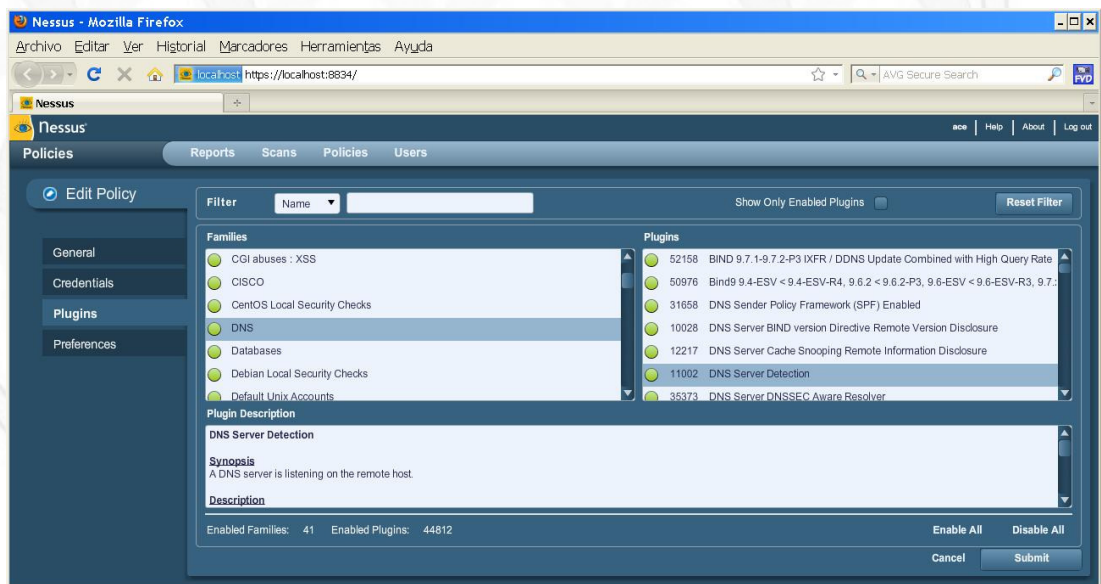 Nessus - Mozilla Firefox
Archivo Editar Ver Historial Marcadores Herramientas Ayuda
localhost https://localhost:8834/
AVG Secure Search
FVD
Nessus
nessus
ace | Help | About | Log out
Policies
Reports Scans Policies Users
Edit Policy
General
Credentials
Plugins
Preferences
Filter Name
Show Only Enabled Plugins
Reset Filter
Families
CGI abuses : XSS
CISCO
CentOS Local Security Checks
DNS
Databases
Debian Local Security Checks
Default Unix Accounts
Plugins
52158 BIND 9.7.1-9.7.2-P3 IXFR / DDNS Update Combined with High Query Rate
50976 Bind9 9.4-ESV < 9.4-ESV-R4, 9.6.2 < 9.6.2-P3, 9.6-ESV < 9.6-ESV-R3, 9.7.
31658 DNS Sender Policy Framework (SPF) Enabled
10028 DNS Server BIND version Directive Remote Version Disclosure
12217 DNS Server Cache Snooping Remote Information Disclosure
11002 DNS Server Detection
35373 DNS Server DNSSEC Aware Resolver
Plugin Description
DNS Server Detection
Synopsis
A DNS server is listening on the remote host.
Description
Enabled Families: 41 Enabled Plugins: 44812
Enable All Disable All
Cancel Submit